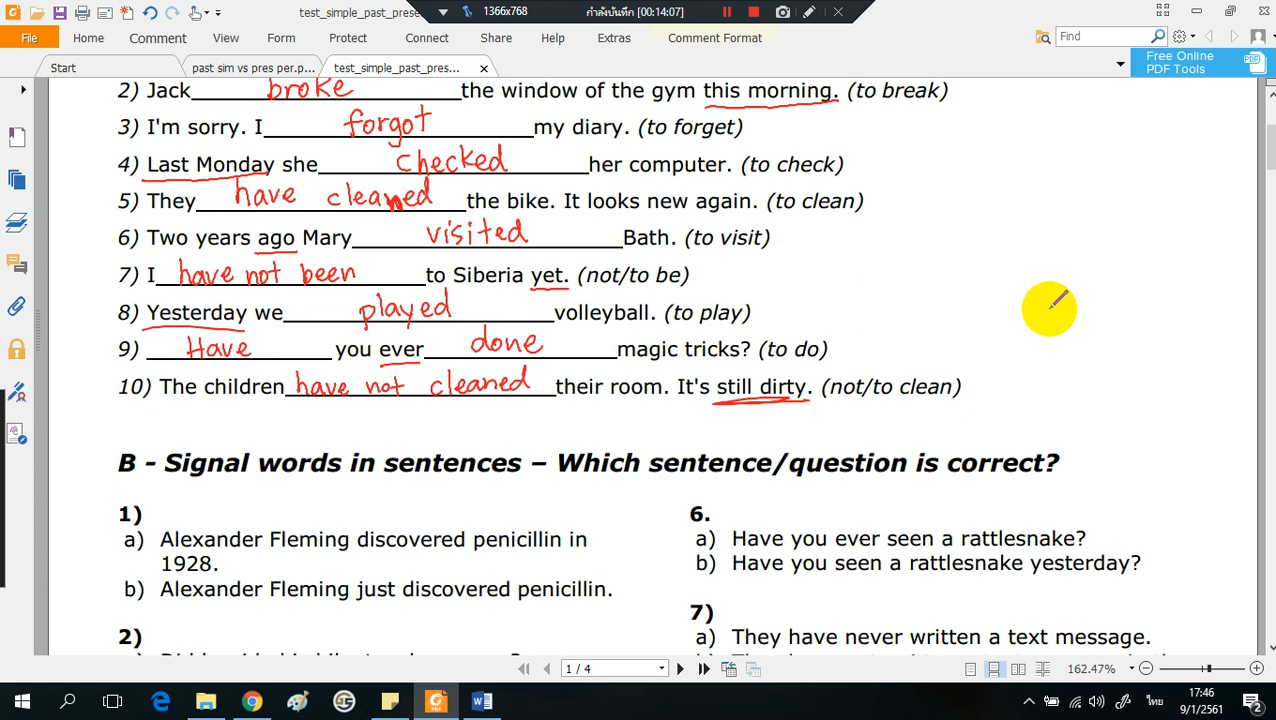 test_simple_past_prese
1366x768
กำลังบันทึก [00:14:07]
File Home Comment View Form Protect Connect Share Help Extras Comment Format
Find
Start past sim vs pres per.p... test_simple_past_pres...
Free Online
PDF Tools
2) Jack broke the window of the gym this morning. (to break)
3) I'm sorry. I forgot my diary. (to forget)
4) Last Monday she checked her computer. (to check)
5) They have cleaned the bike. It looks new again. (to clean)
6) Two years ago Mary visited Bath. (to visit)
7) I have not been to Siberia yet. (not/to be)
8) Yesterday we played volleyball. (to play)
9) Have you ever done magic tricks? (to do)
10) The children have not cleaned their room. It's still dirty. (not/to clean)
B - Signal words in sentences – Which sentence/question is correct?
1)
a) Alexander Fleming discovered penicillin in
1928.
b) Alexander Fleming just discovered penicillin.
2)
6.
a) Have you ever seen a rattlesnake?
b) Have you seen a rattlesnake yesterday?
7)
a) They have never written a text message.
1 / 4
162.47%
ไทย
17:46
9/1/2561
2